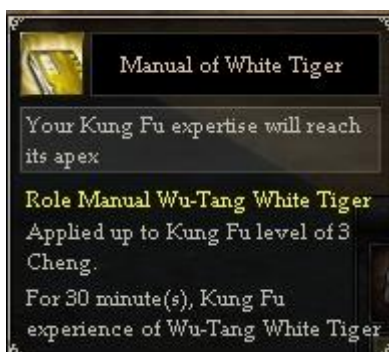 Manual of White Tiger
Your Kung Fu expertise will reach
its apex
Role Manual Wu-Tang White Tiger
Applied up to Kung Fu level of 3
Cheng.
For 30 minute(s), Kung Fu
experience of Wu-Tang White Tiger